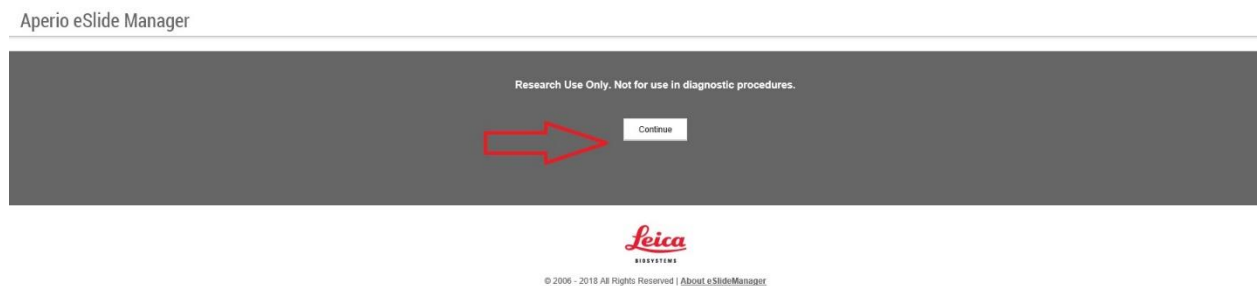 Aperio eSlide Manager
Research Use Only. Not for use in diagnostic procedures.
Continue
Leica
BIOSYSTEMS
© 2006 - 2018 All Rights Reserved | About eSlideManager